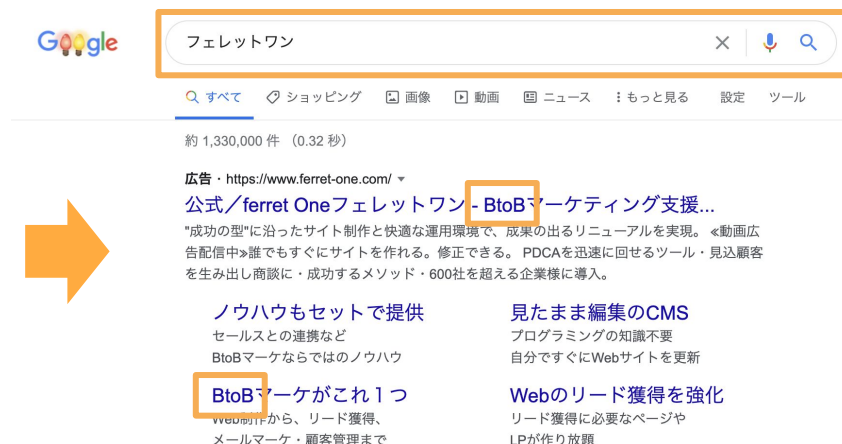 Google
フェレットワン
すべて ショッピング 画像 動画 ニュース もっと見る 設定 ツール
約 1,330,000 件 （0.32 秒）
広告・https://www.ferret-one.com/
公式／ferret Oneフェレットワン - BtoBマーケティング支援...
"成功の型"に沿ったサイト制作と快適な運用環境で、成果の出るリニューアルを実現。 ≪動画広
告配信中≫誰でもすぐにサイトを作れる。修正できる。 PDCAを迅速に回せるツール・見込顧客
を生み出し商談に・成功するメソッド・600社を超える企業様に導入。
ノウハウもセットで提供
セールスとの連携など
BtoBマーケならではのノウハウ
見たまま編集のCMS
プログラミングの知識不要
自分ですぐにWebサイトを更新
BtoBマーケがこれ１つ
Web制作から、リード獲得、
メールマーケ・顧客管理まで
Webのリード獲得を強化
リード獲得に必要なページや
LPが作り放題